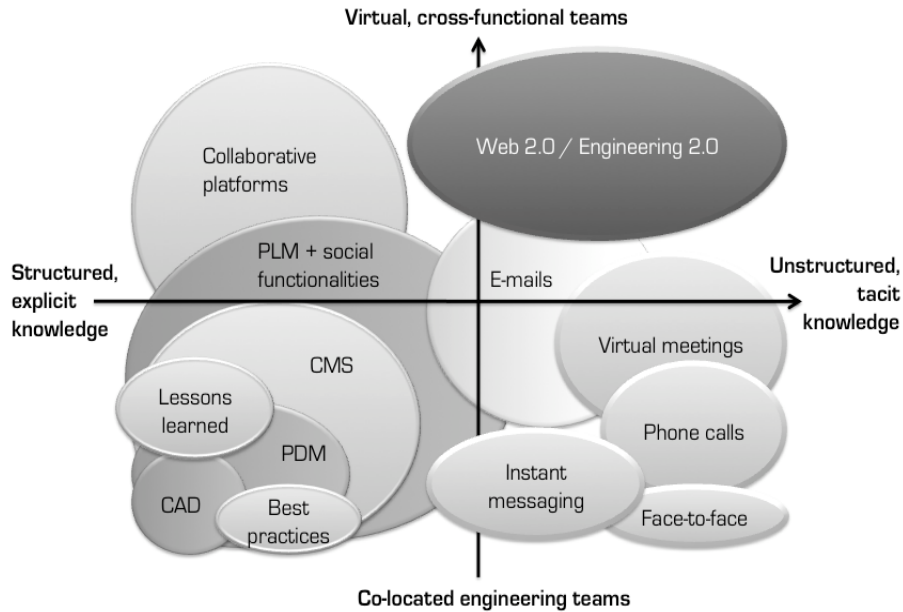 Virtual, cross-functional teams
Web 2.0 / Engineering 2.0
Collaborative
platforms
PLM + social
functionalities
E-mails
Structured,
explicit
knowledge
Unstructured,
tacit
knowledge
Virtual meetings
CMS
Lessons
learned
Phone calls
PDM
Instant
messaging
CAD
Best
practices
Face-to-face
Co-located engineering teams